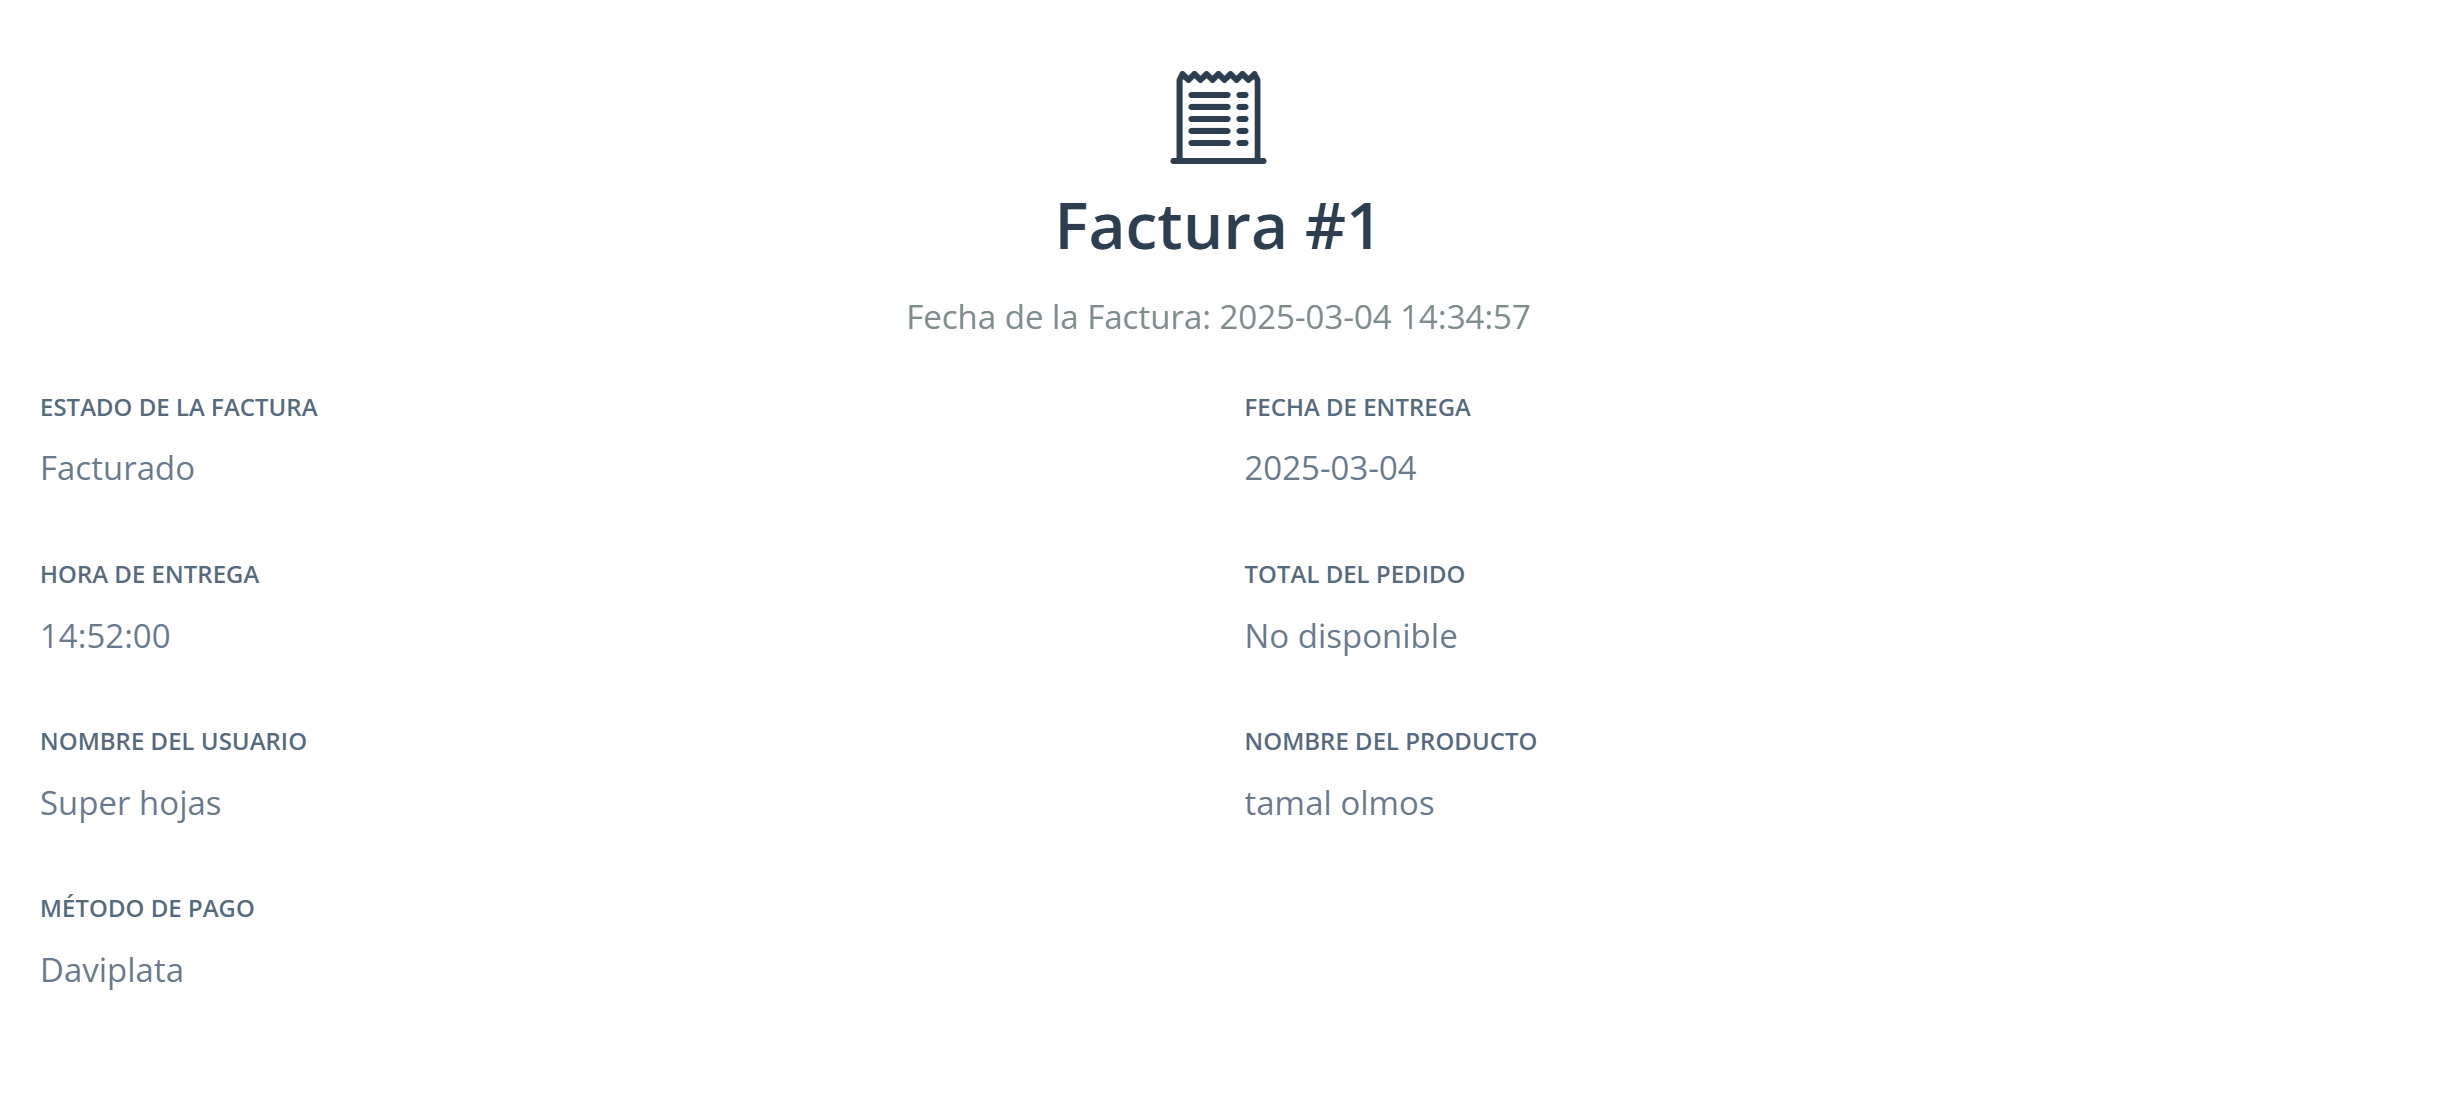 Factura #1
Fecha de la Factura: 2025-03-04 14:34:57
ESTADO DE LA FACTURA
Facturado
FECHA DE ENTREGA
2025-03-04
HORA DE ENTREGA
14:52:00
TOTAL DEL PEDIDO
No disponible
NOMBRE DEL USUARIO
Super hojas
NOMBRE DEL PRODUCTO
tamal olmos
MÉTODO DE PAGO
Daviplata